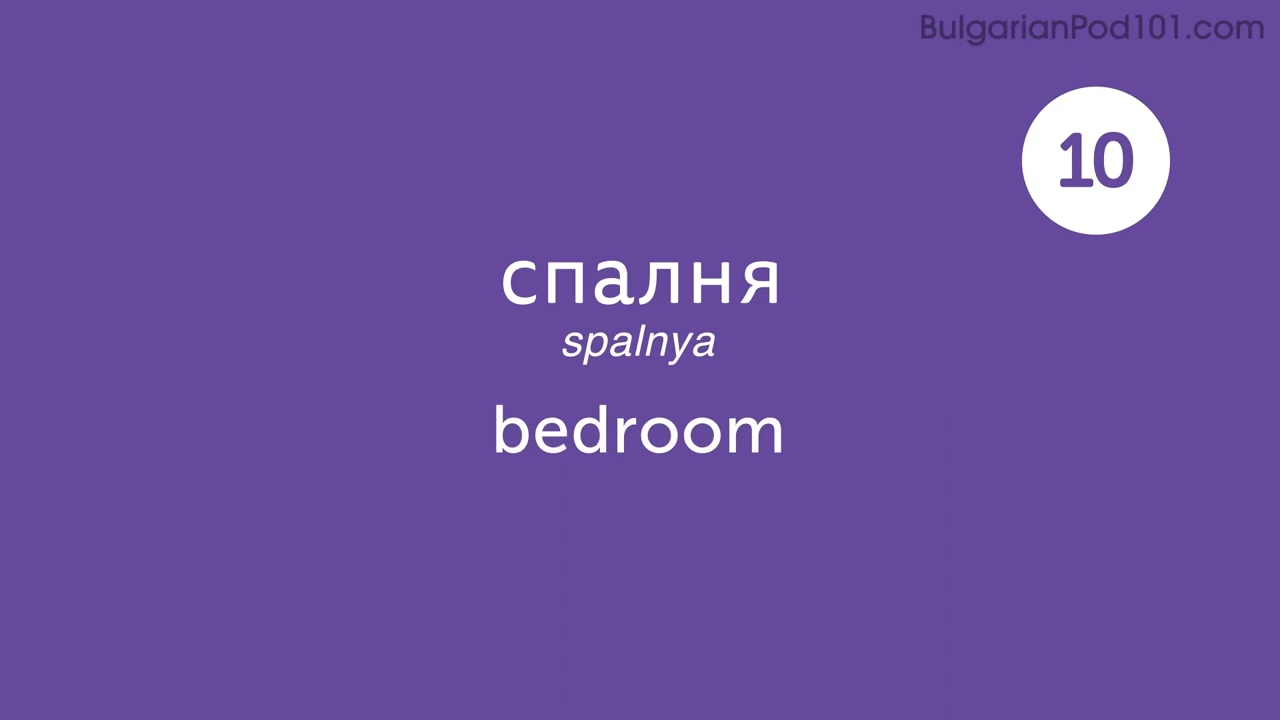 BulgarianPod101.com
10
спалня
spalnya
bedroom